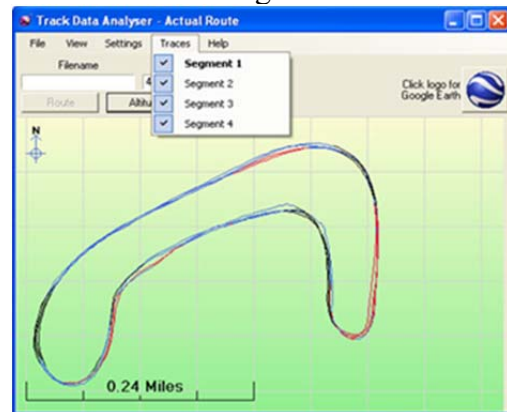 Track Data Analyser - Actual Route
File View Settings Traces Help
Filename
Segment 1
Segment 2
Segment 3
Segment 4
Click logo for
Google Earth
Route
N
0.24 Miles